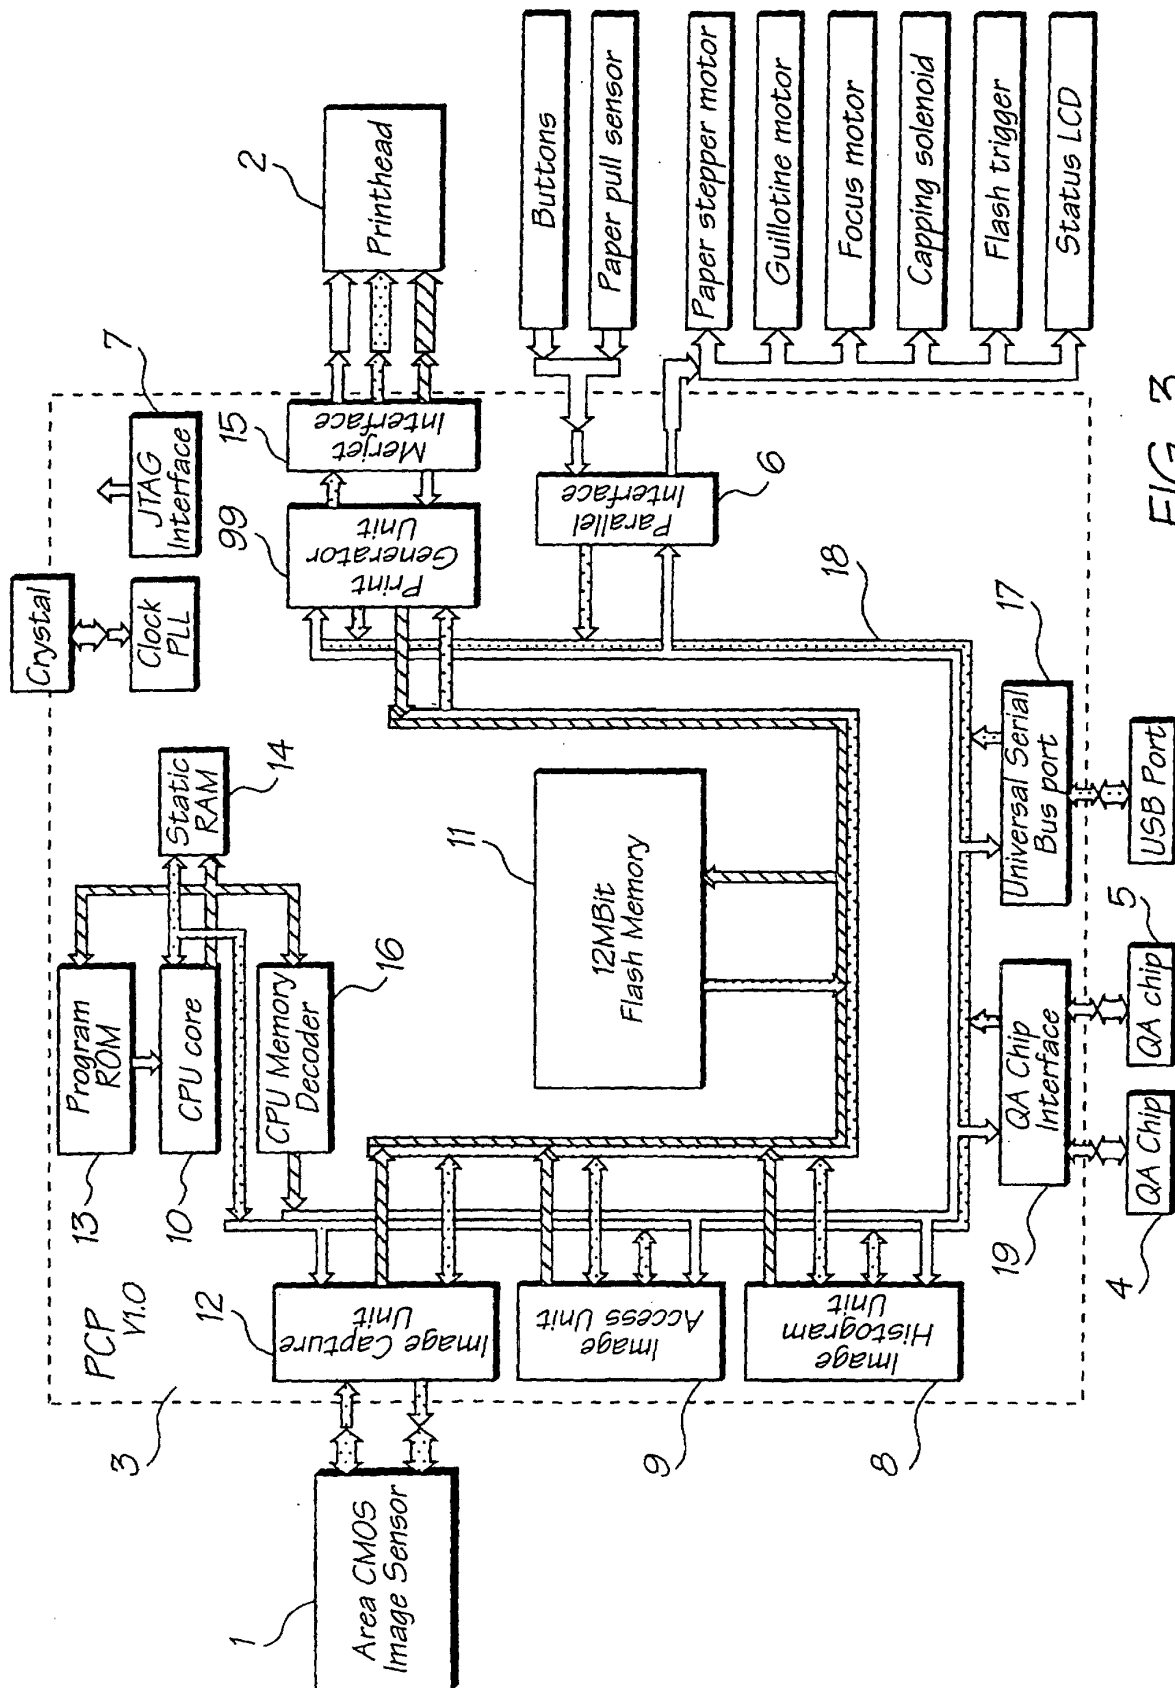 PCP
V1.0
3
1
Area CMOS
Image Sensor
12
Image Capture
Unit
9
Image
Access Unit
8
Image
Histogram
Unit
13
Program
ROM
10
CPU core
CPU Memory
Decoder
16
Static
RAM
14
Crystal
Clock
PLL
JTAG
Interface
7
11
12MBit
Flash Memory
99
Print
Generator
Unit
15
Merjet
Interface
2
Printhead
Parallel
Interface
6
Buttons
Paper pull sensor
Paper stepper motor
Guillotine motor
Focus motor
Capping solenoid
Flash trigger
Status LCD
18
19
QA Chip
Interface
4
QA Chip
QA chip
5
17
Universal Serial
Bus port
USB Port
FIG. 3